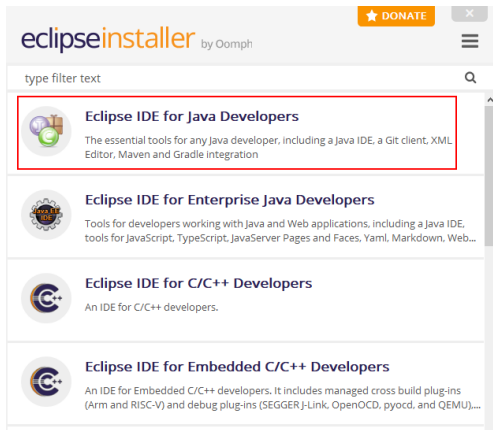 ★ DONATE
eclipseinstaller by Oomph
type filter text
Eclipse IDE for Java Developers
The essential tools for any Java developer, including a Java IDE, a Git client, XML
Editor, Maven and Gradle integration
Java EE
IDE
Eclipse IDE for Enterprise Java Developers
Tools for developers working with Java and Web applications, including a Java IDE,
tools for JavaScript, TypeScript, JavaServer Pages and Faces, Yaml, Markdown, Web...
C++
Eclipse IDE for C/C++ Developers
An IDE for C/C++ developers.
C++
Eclipse IDE for Embedded C/C++ Developers
An IDE for Embedded C/C++ developers. It includes managed cross build plug-ins
(Arm and RISC-V) and debug plug-ins (SEGGER J-Link, OpenOCD, pyocd, and QEMU),...